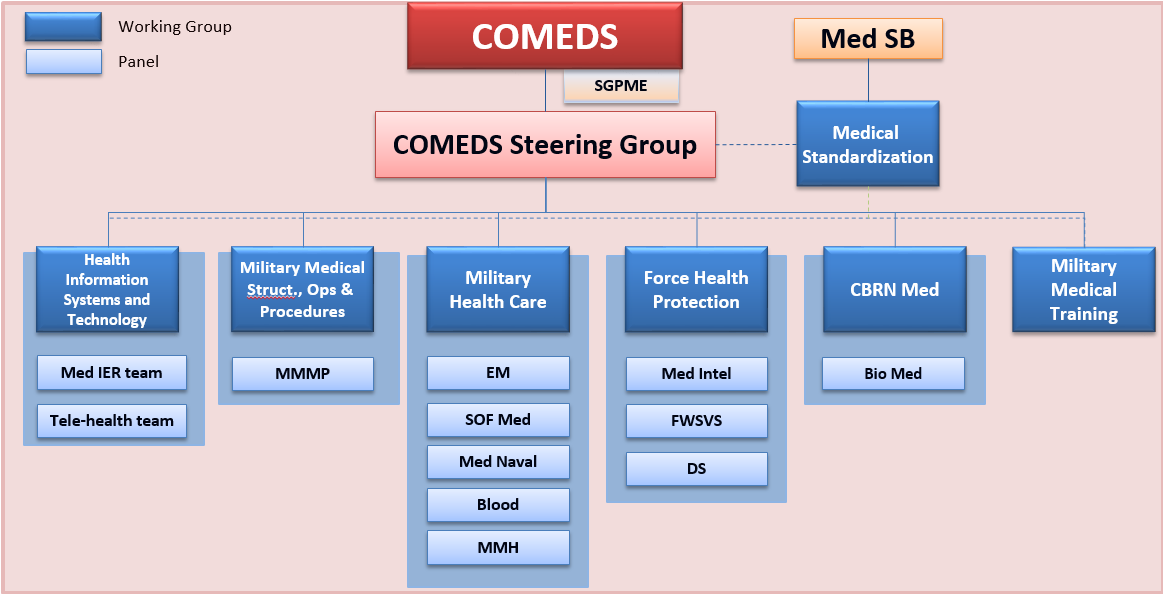 Working Group
Panel
COMEDS
Med SB
SGPME
COMEDS Steering Group
Medical
Standardization
Health
Information
Systems and
Technology
Med IER team
Tele-health team
Military Medical
Struct., Ops &
Procedures
MMMP
Military
Health Care
EM
SOF Med
Med Naval
Blood
MMH
Force Health
Protection
Med Intel
FWSVS
DS
CBRN Med
Bio Med
Military
Medical
Training